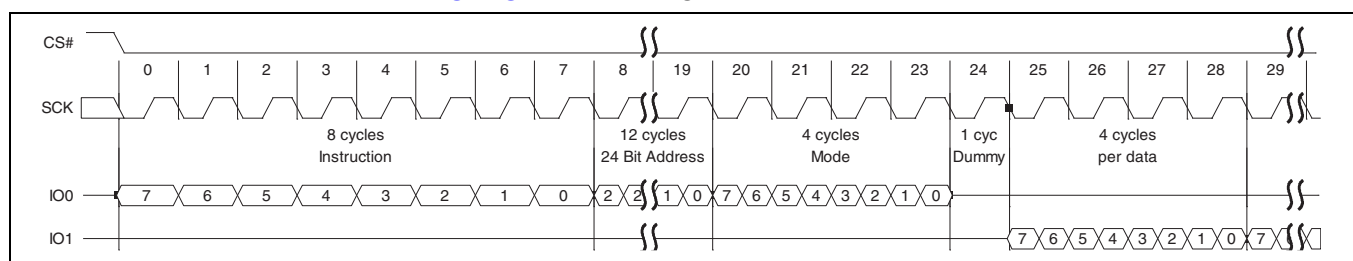 CS#
0 1 2 3 4 5 6 7 8 19 20 21 22 23 24 25 26 27 28 29
SCK
8 cycles 12 cycles 4 cycles 1 cyc 4 cycles
Instruction 24 Bit Address Mode Dummy per data
IO0 7 6 5 4 3 2 1 0 2 2 1 0 7 6 5 4 3 2 1 0
IO1 7 6 5 4 3 2 1 0 7